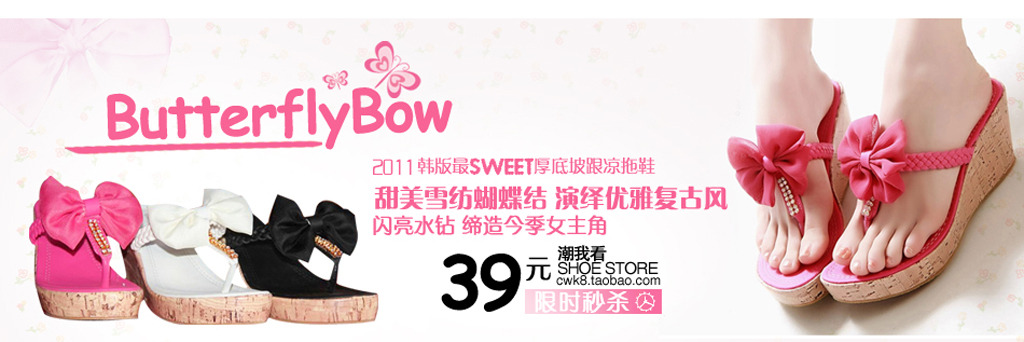 ButterflyBow
2011韩版最SWEET厚底坡跟凉拖鞋
甜美雪纺蝴蝶结 演绎优雅复古风
闪亮水钻 缔造今季女主角
39元
潮我看
SHOE STORE
cwk8.taobao.com
限时秒杀